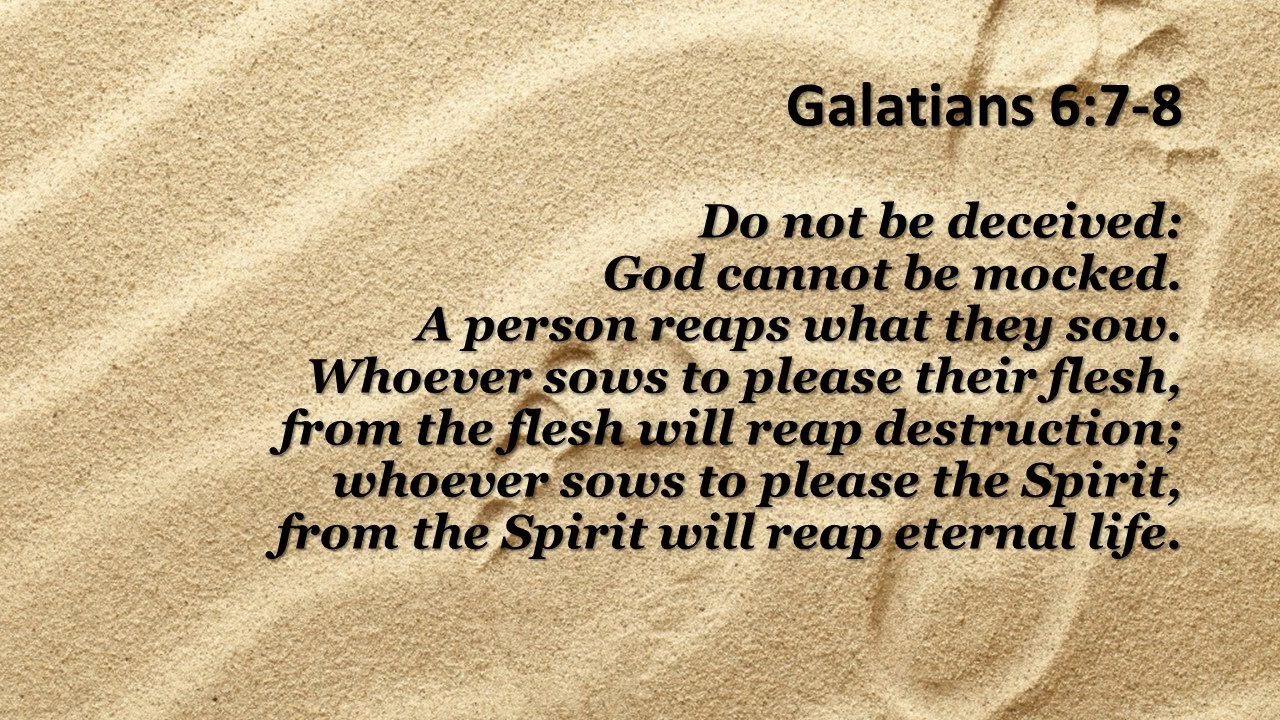 Galatians 6:7-8
Do not be deceived:
God cannot be mocked.
A person reaps what they sow.
Whoever sows to please their flesh,
from the flesh will reap destruction;
whoever sows to please the Spirit,
from the Spirit will reap eternal life.